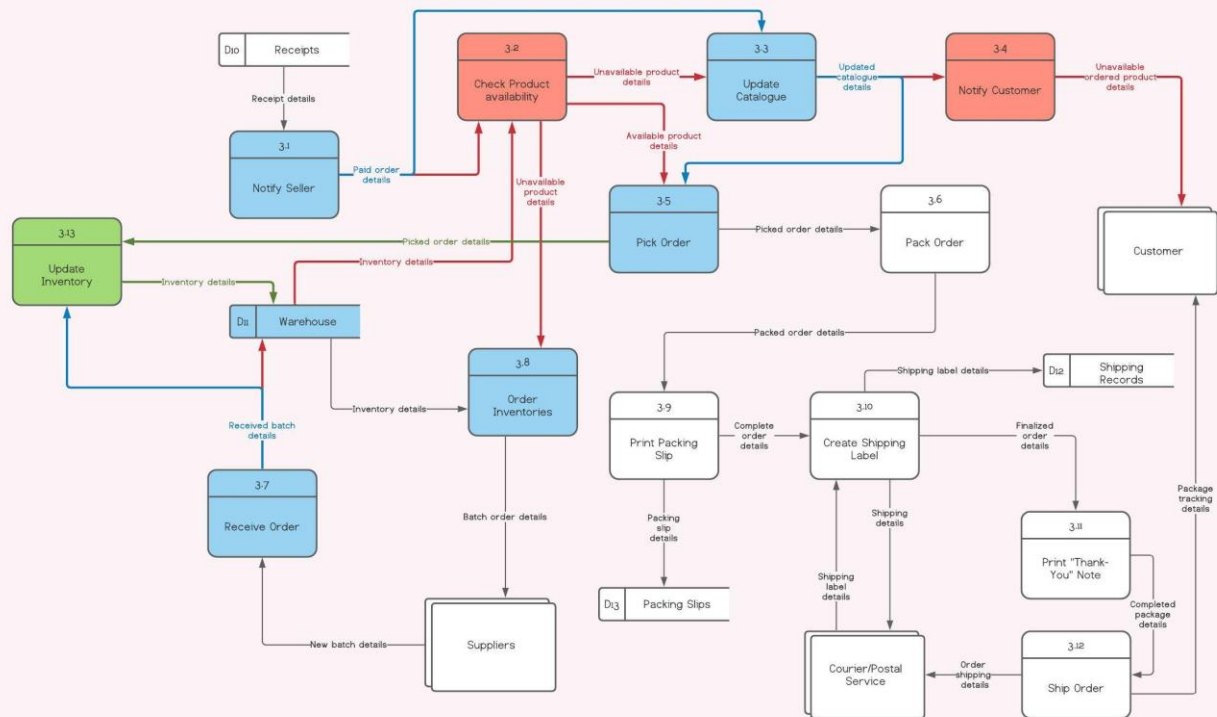 D10
Receipts
Receipt details
3.1
Notify Seller
Paid order
details
3.2
Check Product
availability
Unavailable product
details
Available product
details
Unavailable
product
details
3.3
Update
Catalogue
Updated
catalogue
details
3.4
Notify Customer
Unavailable
ordered product
details
3.5
Pick Order
Picked order details
Picked order details
3.6
Pack Order
Customer
3.13
Update
Inventory
Inventory details
Inventory details
D11
Warehouse
Packed order details
3.8
Order
Inventories
Inventory details
Received batch
details
3.7
Receive Order
Batch order details
New batch details
Suppliers
3.9
Print Packing
Slip
Complete
order
details
Packing
slip
details
D13
Packing Slips
3.10
Create Shipping
Label
Shipping label details
D12
Shipping
Records
Finalized
order
details
Package
tracking
details
Shipping
details
Shipping
label
details
3.11
Print "Thank-
You" Note
Completed
package
details
Courier/Postal
Service
Order
shipping
details
3.12
Ship Order